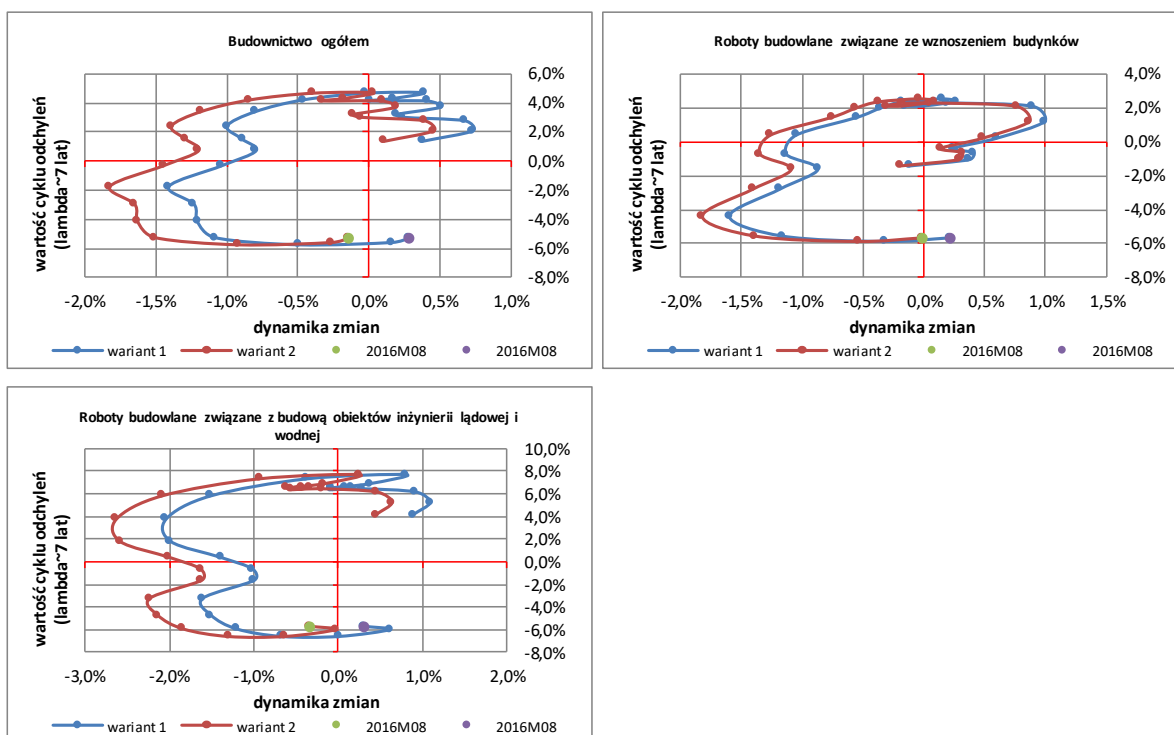 Budownictwo ogółem
wartość cyklu odchyleń
(lambda~7 lat)
6,0%
4,0%
2,0%
0,0%
-2,0%
-4,0%
-6,0%
-8,0%
-2,0% -1,5% -1,0% -0,5% 0,0% 0,5% 1,0%
dynamika zmian
wariant 1 wariant 2 2016M08 2016M08
Roboty budowlane związane ze wznoszeniem budynków
wartość cyklu odchyleń
(lambda~7 lat)
4,0%
2,0%
0,0%
-2,0%
-4,0%
-6,0%
-8,0%
-2,0% -1,5% -1,0% -0,5% 0,0% 0,5% 1,0% 1,5%
dynamika zmian
wariant 1 wariant 2 2016M08 2016M08
Roboty budowlane związane z budową obiektów inżynierii lądowej i
wodnej
wartość cyklu odchyleń
(lambda~7 lat)
10,0%
8,0%
6,0%
4,0%
2,0%
0,0%
-2,0%
-4,0%
-6,0%
-8,0%
-3,0% -2,0% -1,0% 0,0% 1,0% 2,0%
dynamika zmian
wariant 1 wariant 2 2016M08 2016M08